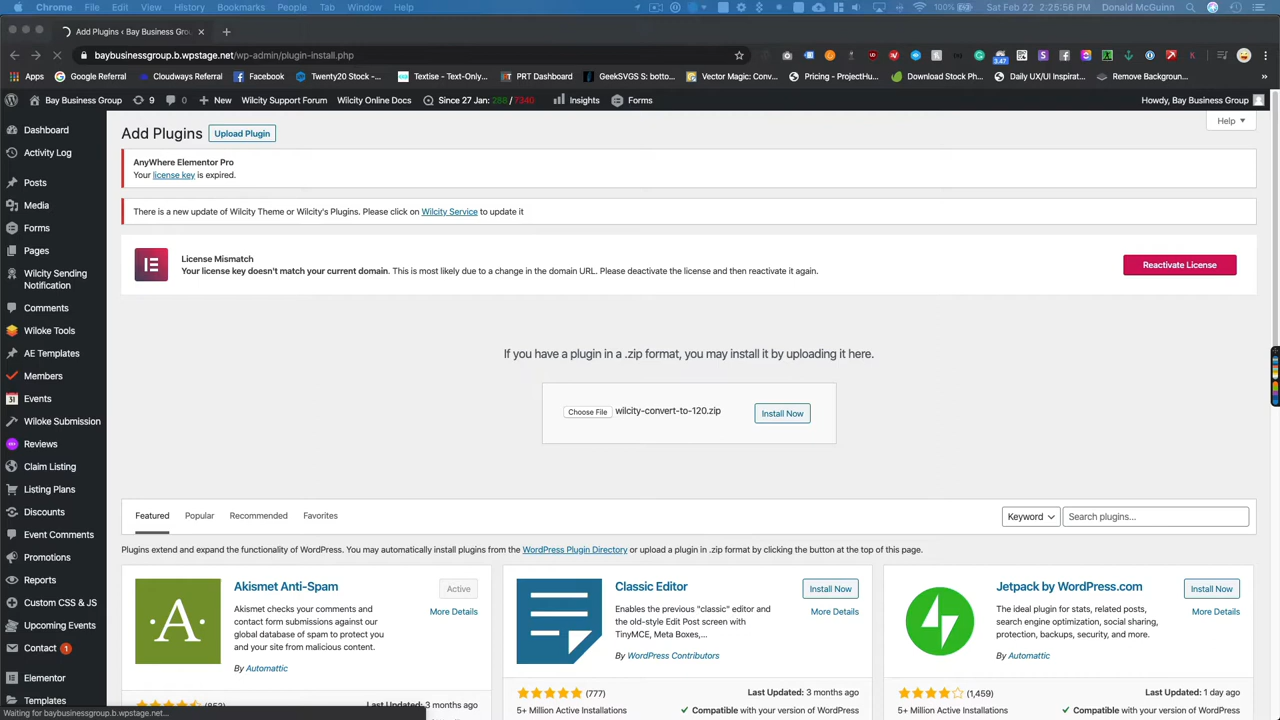 Chrome File Edit View History Bookmarks People Tab Window Help
100% Sat Feb 22 2:25:56 PM Donald McGuinn
Add Plugins ‹ Bay Business Grou
baybusinessgroup.b.wpstage.net/wp-admin/plugin-install.php
3.47
Apps Google Referral Cloudways Referral Facebook Twenty20 Stock -... Textise - Text-Only... PRT Dashboard GeekSVGS : botto... Vector Magic: Conv... Pricing - ProjectHu... Download Stock Ph... Daily UX/UI Inspirat... Remove Backgroun... »
Bay Business Group 9 0 New Wilcity Support Forum Wilcity Online Docs Since 27 Jan: 288 / 7340 Insights Forms Howdy, Bay Business Group
Dashboard
Activity Log
Posts
Media
Forms
Pages
Wilcity Sending
Notification
Comments
Wiloke Tools
AE Templates
Members
Events
Wiloke Submission
Reviews
Claim Listing
Listing Plans
Discounts
Event Comments
Promotions
Reports
Custom CSS & JS
Upcoming Events
Contact 1
Elementor
Templates
Add Plugins Upload Plugin
Help
AnyWhere Elementor Pro
Your license key is expired.
There is a new update of Wilcity Theme or Wilcity's Plugins. Please click on Wilcity Service to update it
License Mismatch
Your license key doesn't match your current domain. This is most likely due to a change in the domain URL. Please deactivate the license and then reactivate it again.
Reactivate License
If you have a plugin in a .zip format, you may install it by uploading it here.
Choose File wilcity-convert-to-120.zip Install Now
Featured Popular Recommended Favorites Keyword Search plugins...
Plugins extend and expand the functionality of WordPress. You may automatically install plugins from the WordPress Plugin Directory or upload a plugin in .zip format by clicking the button at the top of this page.
Akismet Anti-Spam
Active
More Details
Akismet checks your comments and
contact form submissions against our
global database of spam to protect you
and your site from malicious content.
By Automattic
3 months ago
Classic Editor
Install Now
More Details
Enables the previous "classic" editor and
the old-style Edit Post screen with
TinyMCE, Meta Boxes,...
By WordPress Contributors
(777) Last Updated: 3 months ago
5+ Million Active Installations Compatible with your version of WordPress
Jetpack by WordPress.com
Install Now
More Details
The ideal plugin for stats, related posts,
search engine optimization, social sharing,
protection, backups, security, and more.
By Automattic
(1,459) Last Updated: 1 day ago
5+ Million Active Installations Compatible with your version of WordPress
Waiting for baybusinessgroup.b.wpstage.net...